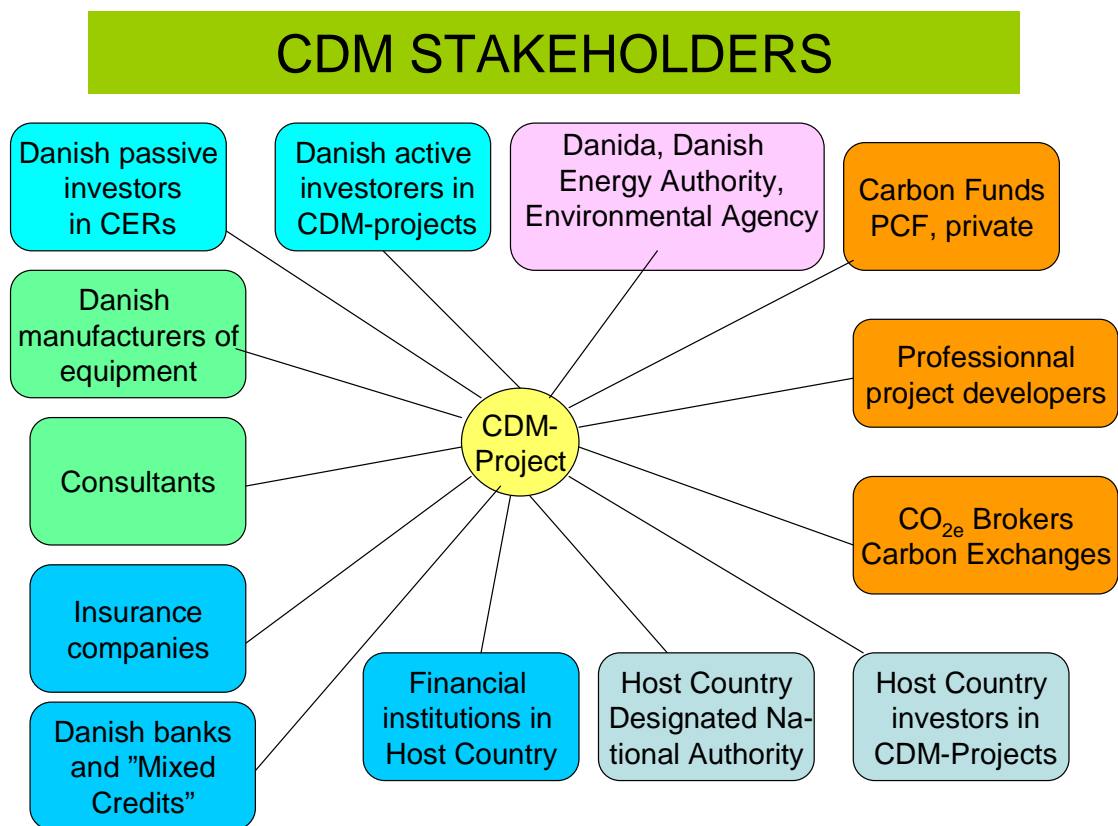 CDM STAKEHOLDERS
Danish passive
investors
in CERs
Danish active
investorers in
CDM-projects
Danida, Danish
Energy Authority,
Environmental Agency
Carbon Funds
PCF, private
Danish
manufacturers of
equipment
Professionnal
project developers
CDM-
Project
Consultants
CO₂ₑ Brokers
Carbon Exchanges
Insurance
companies
Financial
institutions in
Host Country
Host Country
Designated Na-
tional Authority
Host Country
investors in
CDM-Projects
Danish banks
and ”Mixed
Credits”